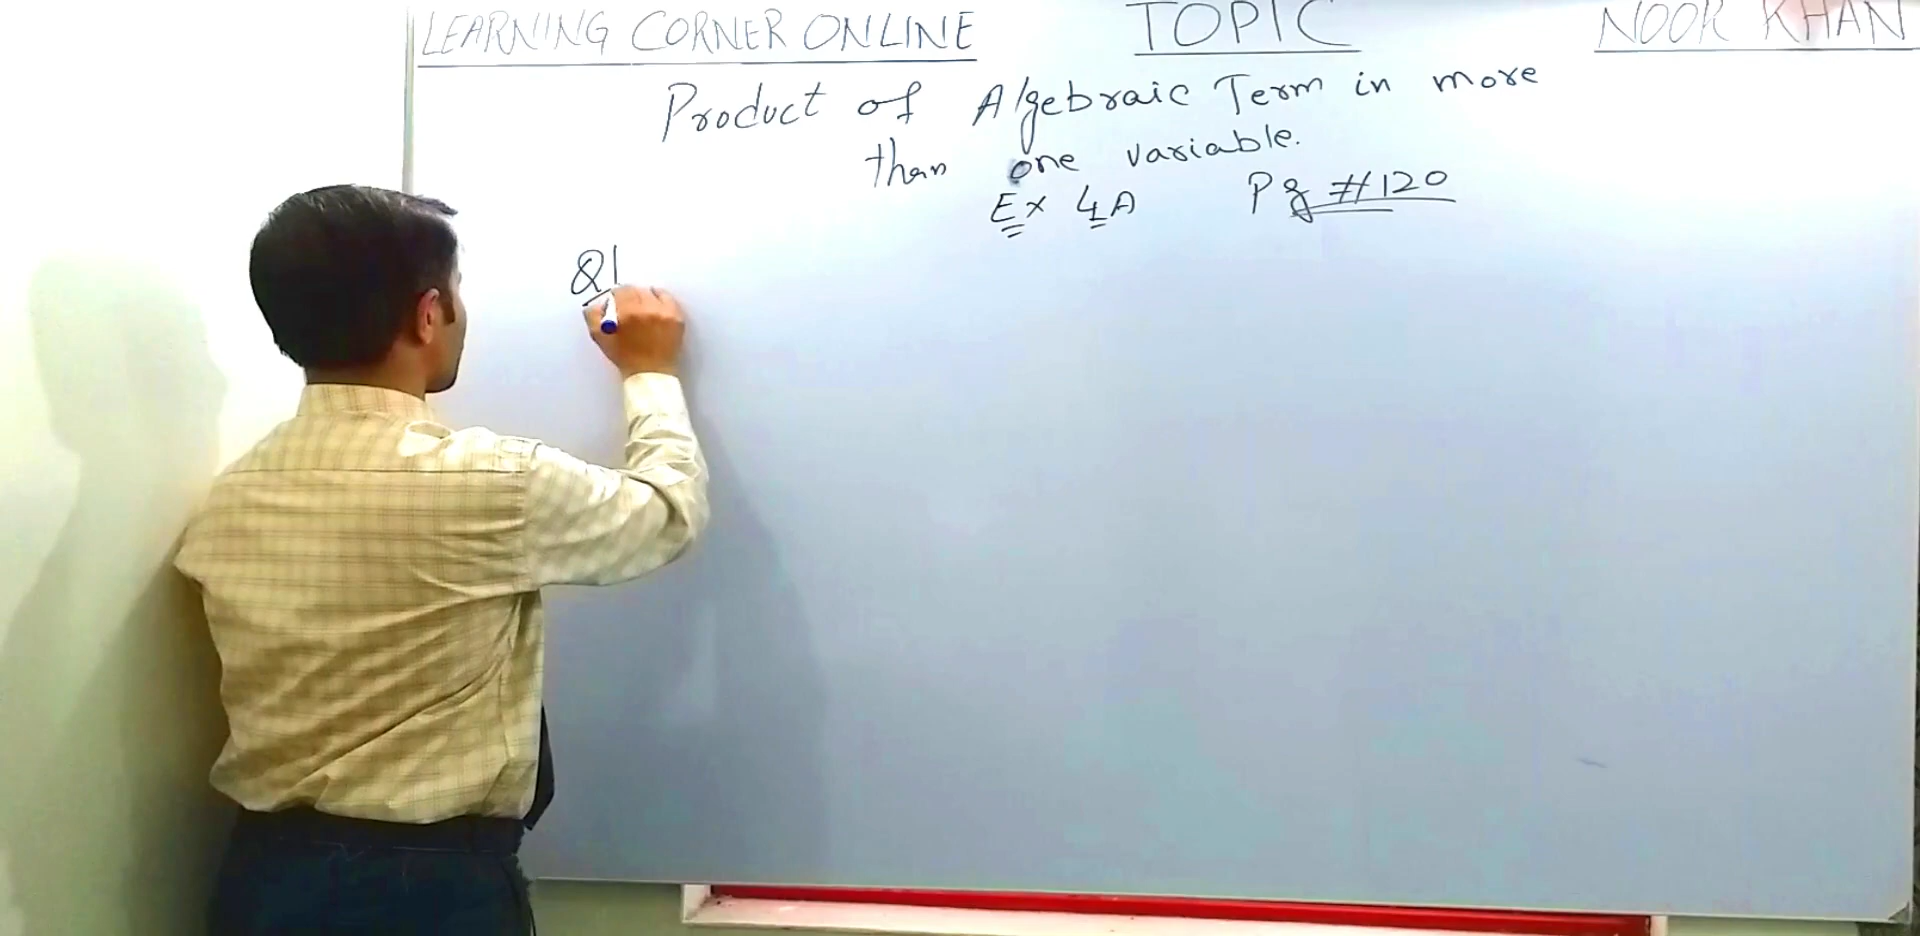 LEARNING CORNER ONLINE TOPIC NOOR KHAN
Product of Algebraic Term in more
than one variable.
Ex 4A Pg #120
Q1